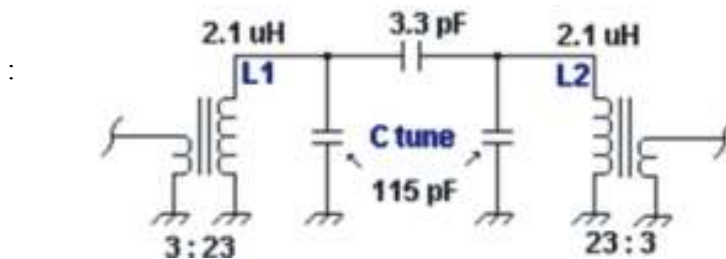 3.3 pF
2.1 uH
2.1 uH
L1
L2
:
C tune
115 pF
3 : 23
23 : 3